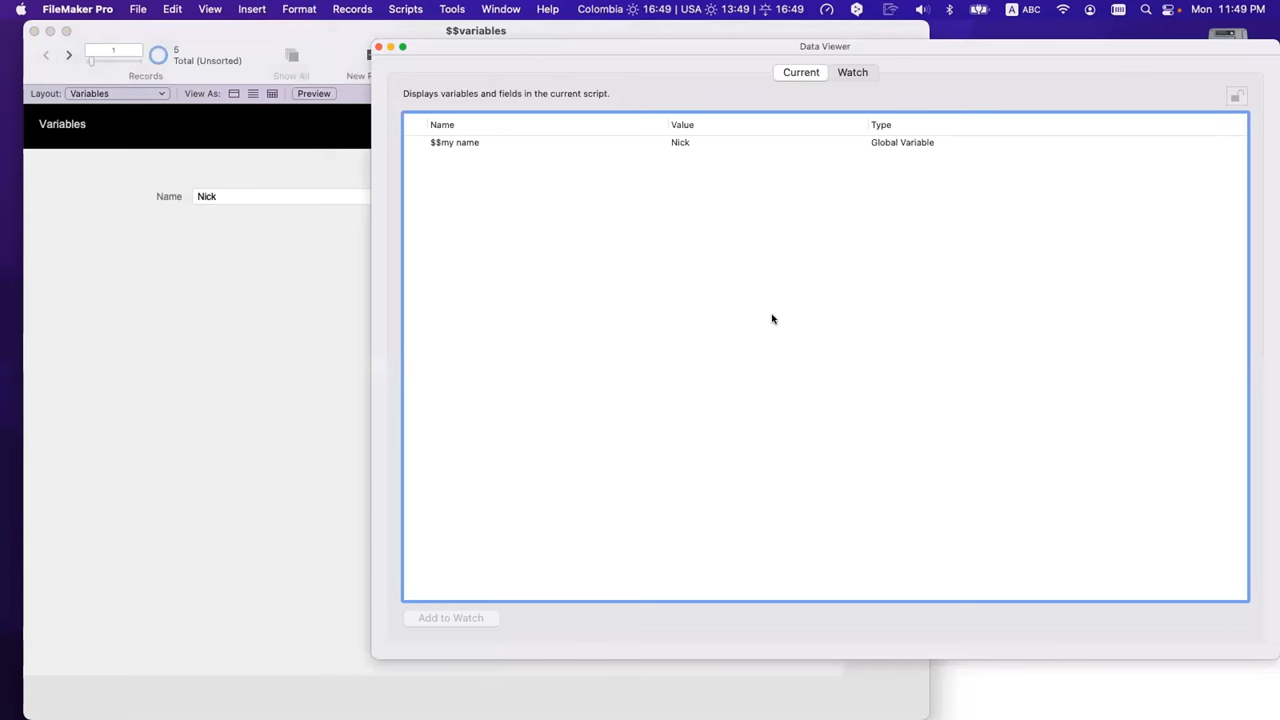 FileMaker Pro File Edit View Insert Format Records Scripts Tools Window Help Colombia 16:49 | USA 13:49 | 16:49 A ABC Mon 11:49 PM
$$variables
Data Viewer
1
5
Total (Unsorted)
Records
Show All
New R
Current Watch
Layout: Variables View As: Preview
Displays variables and fields in the current script.
Variables
Name Value Type
$$my name Nick Global Variable
Name Nick
Add to Watch